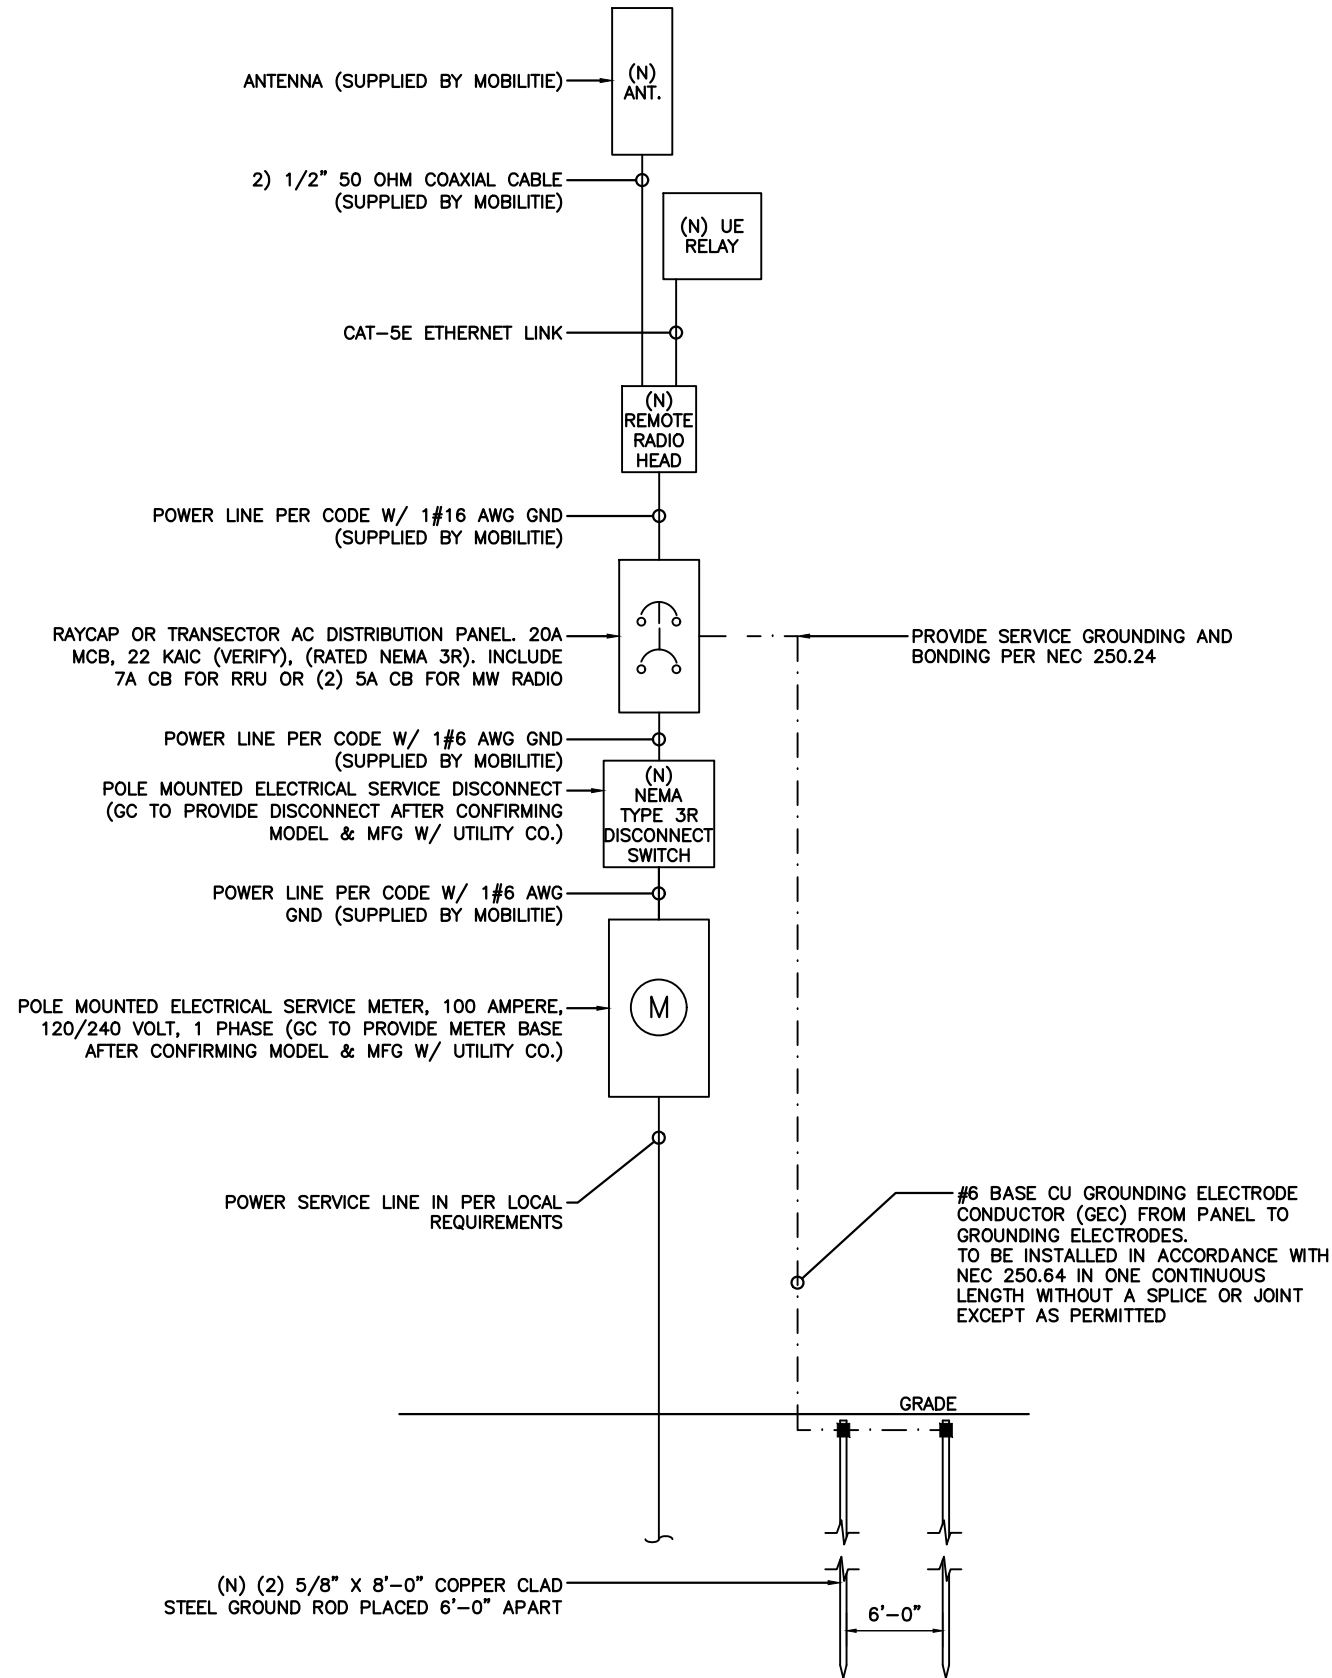 (N)
ANT.
ANTENNA (SUPPLIED BY MOBILITIE)
2) 1/2" 50 OHM COAXIAL CABLE
(SUPPLIED BY MOBILITIE)
(N) UE
RELAY
CAT-5E ETHERNET LINK
(N)
REMOTE
RADIO
HEAD
POWER LINE PER CODE W/ 1#16 AWG GND
(SUPPLIED BY MOBILITIE)
RAYCAP OR TRANSECTOR AC DISTRIBUTION PANEL. 20A
MCB, 22 KAIC (VERIFY), (RATED NEMA 3R). INCLUDE
7A CB FOR RRU OR (2) 5A CB FOR MW RADIO
PROVIDE SERVICE GROUNDING AND
BONDING PER NEC 250.24
POWER LINE PER CODE W/ 1#6 AWG GND
(SUPPLIED BY MOBILITIE)
POLE MOUNTED ELECTRICAL SERVICE DISCONNECT
(GC TO PROVIDE DISCONNECT AFTER CONFIRMING
MODEL & MFG W/ UTILITY CO.)
(N)
NEMA
TYPE 3R
DISCONNECT
SWITCH
POWER LINE PER CODE W/ 1#6 AWG
GND (SUPPLIED BY MOBILITIE)
POLE MOUNTED ELECTRICAL SERVICE METER, 100 AMPERE,
120/240 VOLT, 1 PHASE (GC TO PROVIDE METER BASE
AFTER CONFIRMING MODEL & MFG W/ UTILITY CO.)
M
POWER SERVICE LINE IN PER LOCAL
REQUIREMENTS
#6 BASE CU GROUNDING ELECTRODE
CONDUCTOR (GEC) FROM PANEL TO
GROUNDING ELECTRODES.
TO BE INSTALLED IN ACCORDANCE WITH
NEC 250.64 IN ONE CONTINUOUS
LENGTH WITHOUT A SPLICE OR JOINT
EXCEPT AS PERMITTED
GRADE
(N) (2) 5/8" X 8'-0" COPPER CLAD
STEEL GROUND ROD PLACED 6'-0" APART
6'-0"